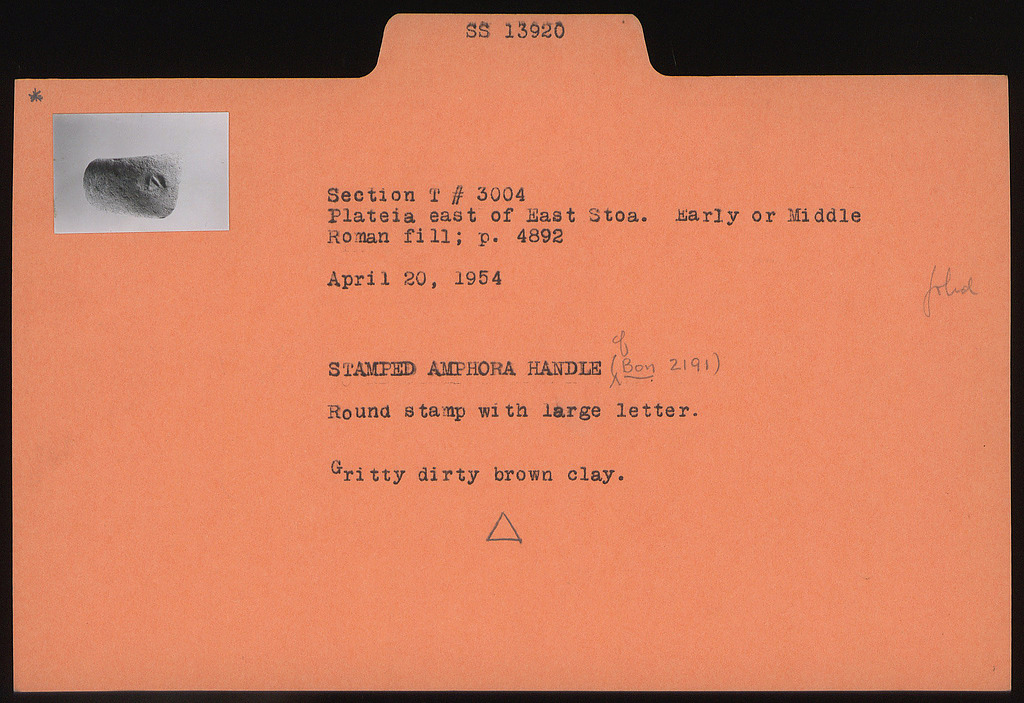 SS 13920
*
Section T # 3004
Plateia east of East Stoa. Early or Middle
Roman fill; p. 4892
April 20, 1954
STAMPED AMPHORA HANDLE (Bon 2191)
Round stamp with large letter.
Gritty dirty brown clay.
Δ